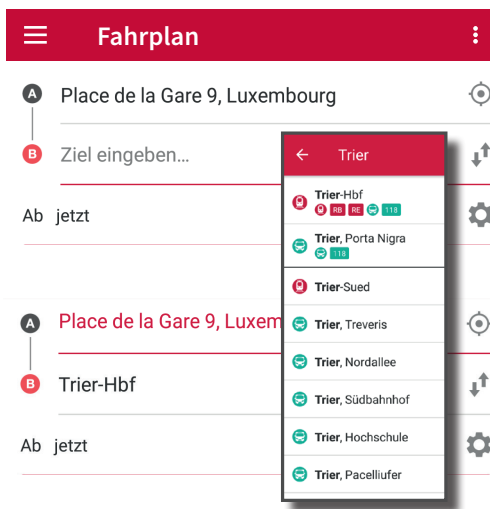 Fahrplan
A
Place de la Gare 9, Luxembourg
B
Ziel eingeben...
Ab jetzt
A
Place de la Gare 9, Luxem
B
Trier-Hbf
Ab jetzt
Trier
Trier-Hbf
RB RE 118
Trier, Porta Nigra
118
Trier-Sued
Trier, Treveris
Trier, Nordallee
Trier, Südbahnhof
Trier, Hochschule
Trier, Pacelliufer